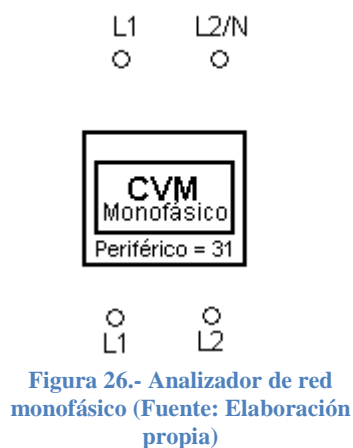 L1 L2/N
CVM
Monofásico
Periférico = 31
L1 L2
Figura 26.- Analizador de red
monofásico (Fuente: Elaboración
propia)